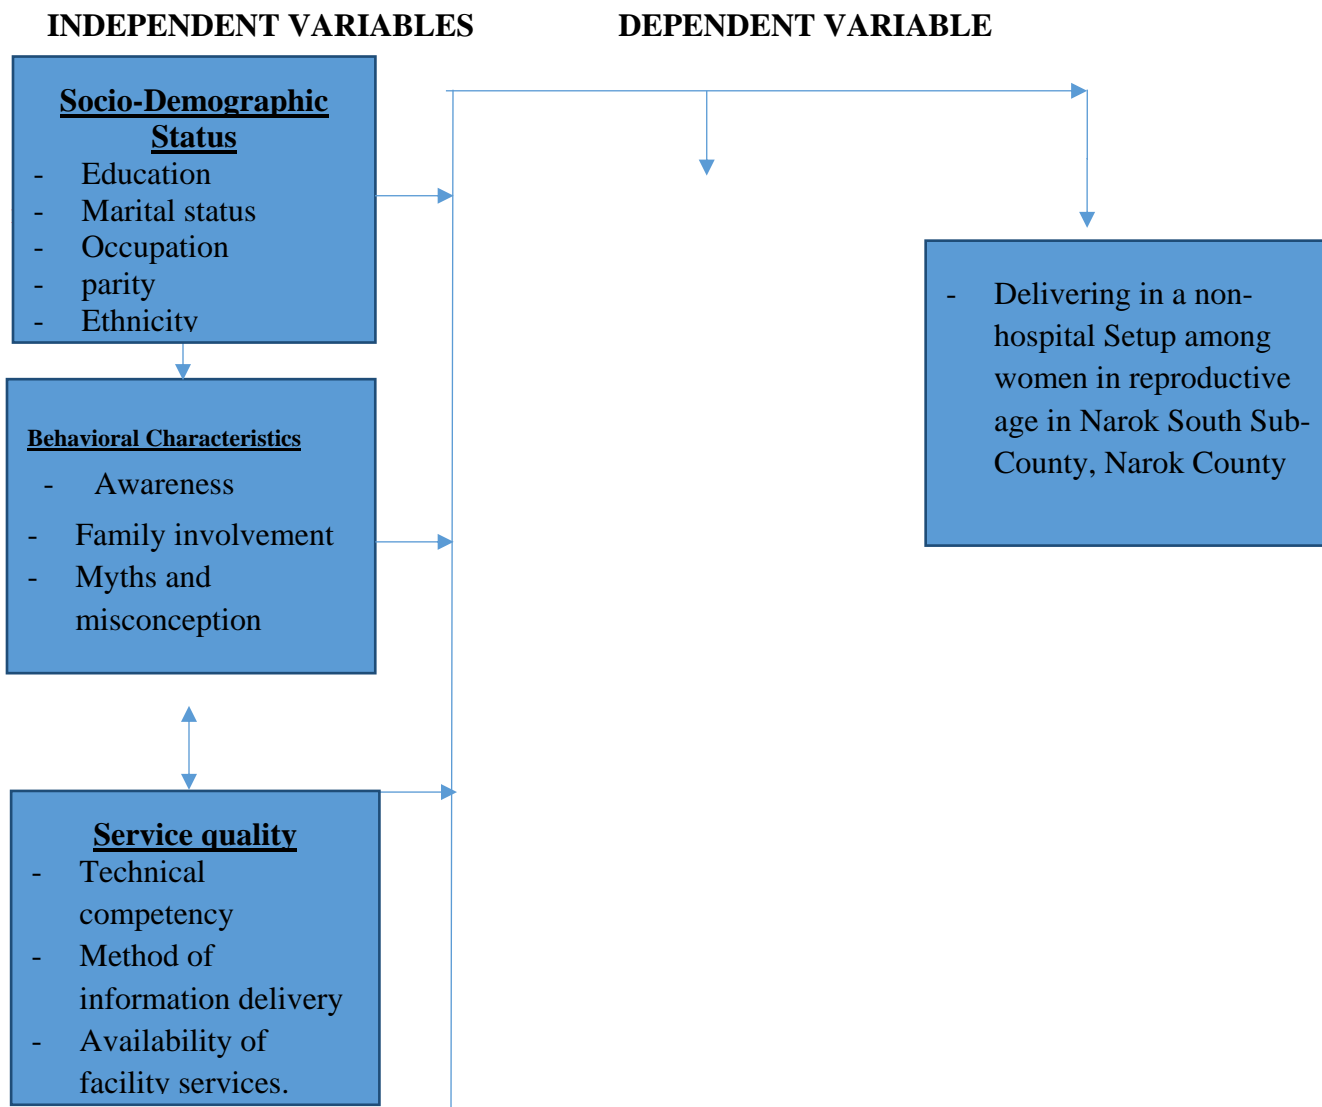 INDEPENDENT VARIABLES
DEPENDENT VARIABLE
Socio-Demographic
Status
- Education
- Marital status
- Occupation
- parity
- Ethnicity
Behavioral Characteristics
- Awareness
- Family involvement
- Myths and
misconception
Service quality
- Technical
competency
- Method of
information delivery
- Availability of
facility services.
- Delivering in a non-
hospital Setup among
women in reproductive
age in Narok South Sub-
County, Narok County